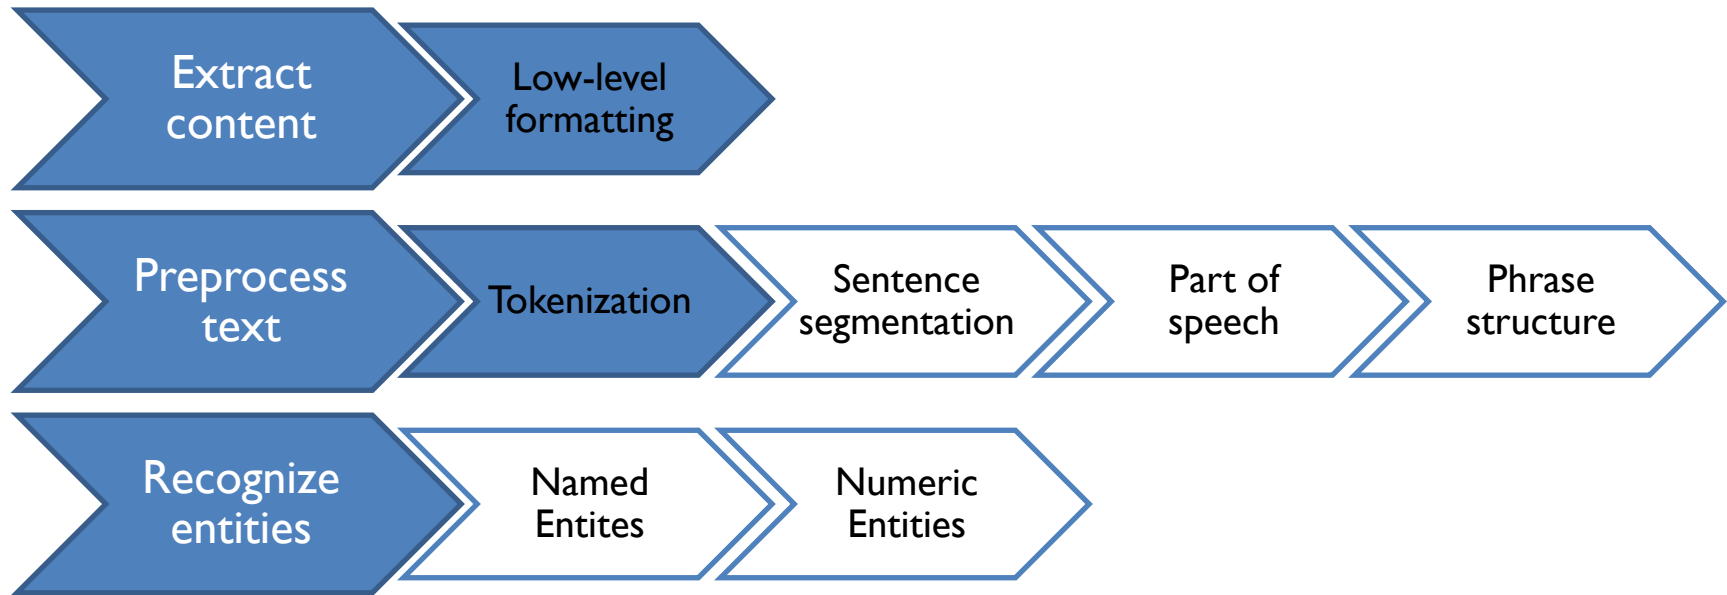 Extract
content
Low-level
formatting
Preprocess
text
Tokenization
Sentence
segmentation
Part of
speech
Phrase
structure
Recognize
entities
Named
Entites
Numeric
Entities